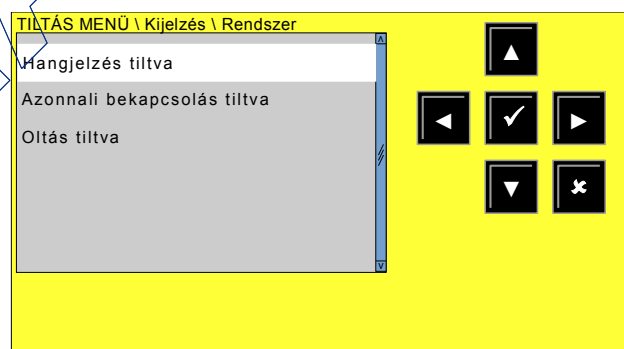 TILTÁS MENÜ \ Kijelzés \ Rendszer
Hangjelzés tiltva
Azonnali bekapcsolás tiltva
Oltás tiltva